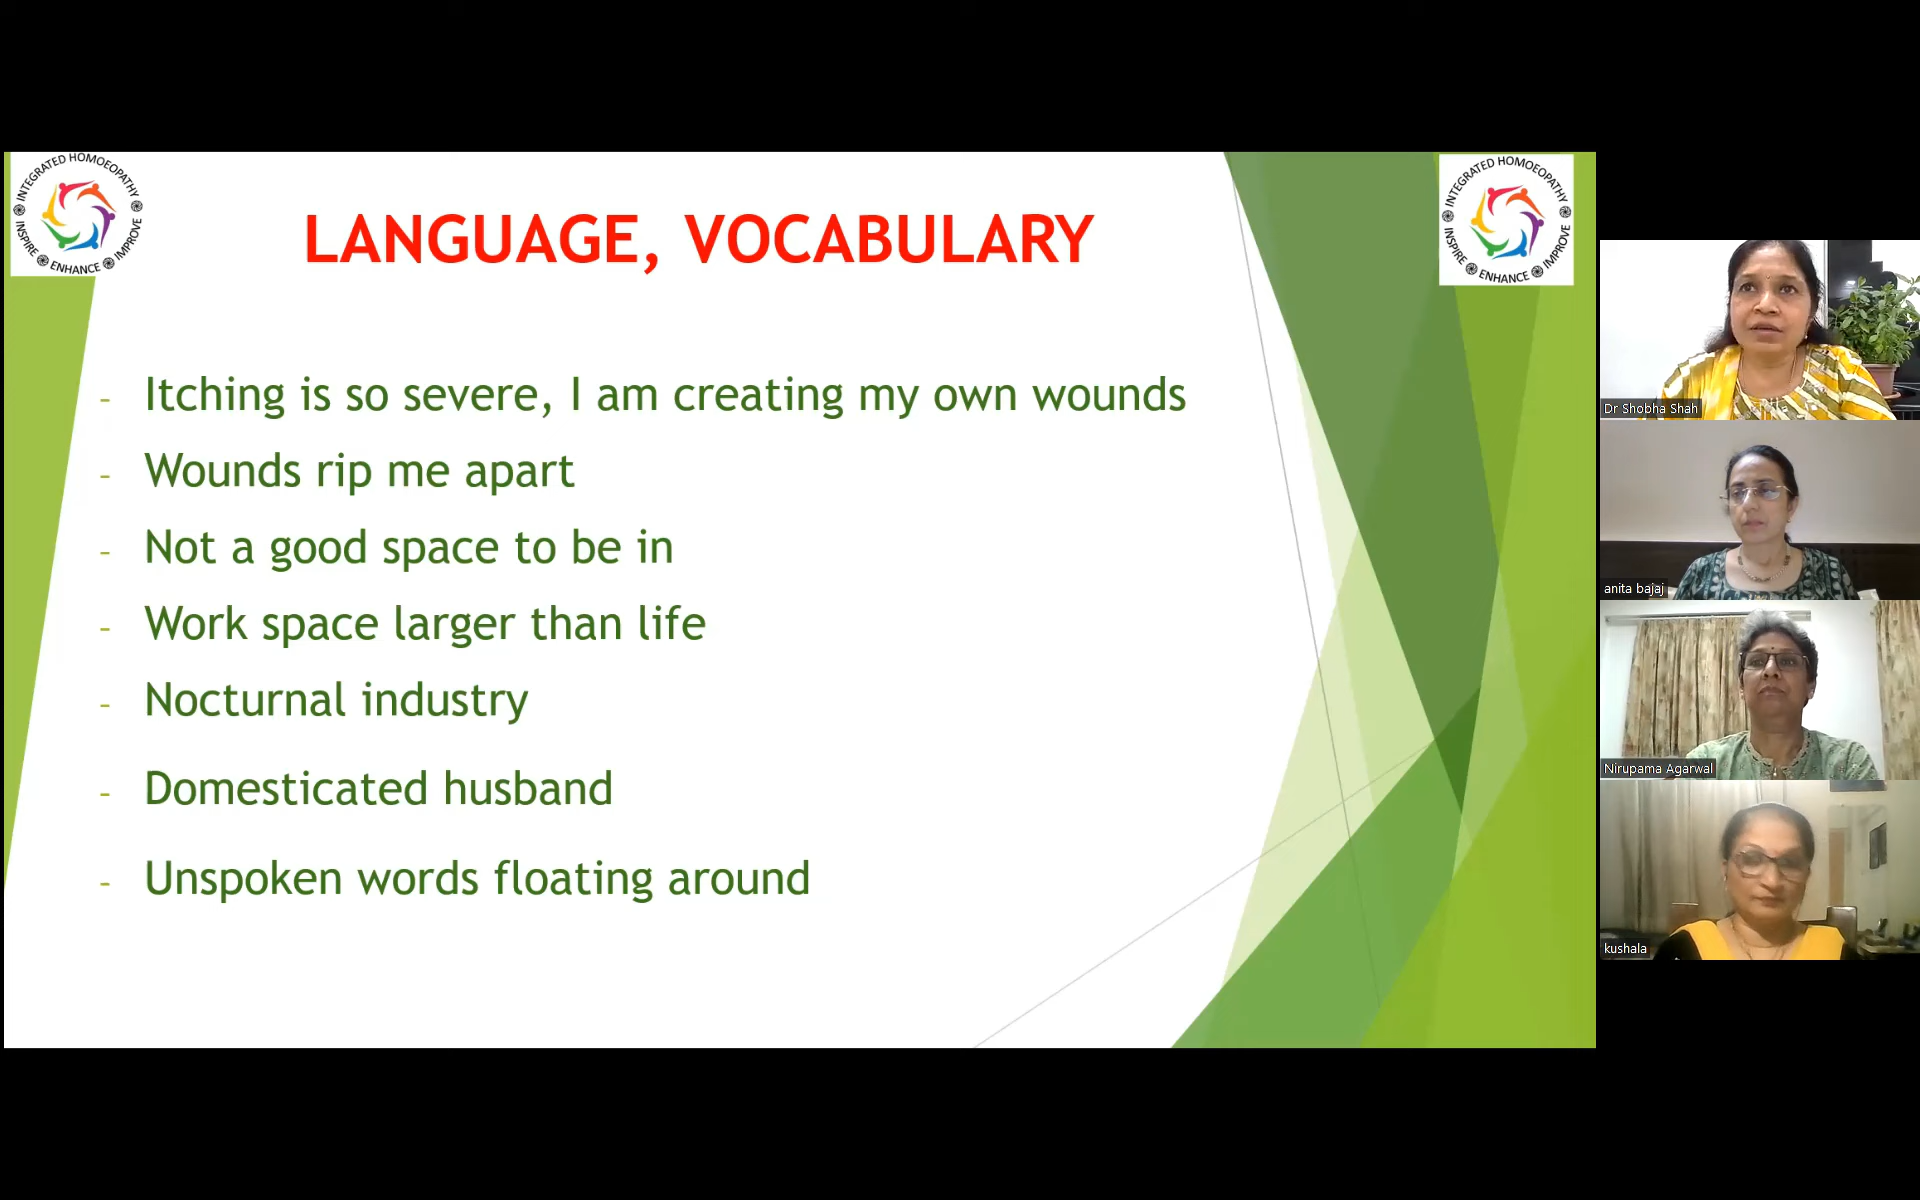 INTEGRATED HOMOEOPATHY
INSPIRE ENHANCE IMPROVE
LANGUAGE, VOCABULARY
INTEGRATED HOMOEOPATHY
INSPIRE ENHANCE IMPROVE
- Itching is so severe, I am creating my own wounds
- Wounds rip me apart
- Not a good space to be in
- Work space larger than life
- Nocturnal industry
- Domesticated husband
- Unspoken words floating around
Dr Shobha Shah
anita bajaj
Nirupama Agarwal
kushala